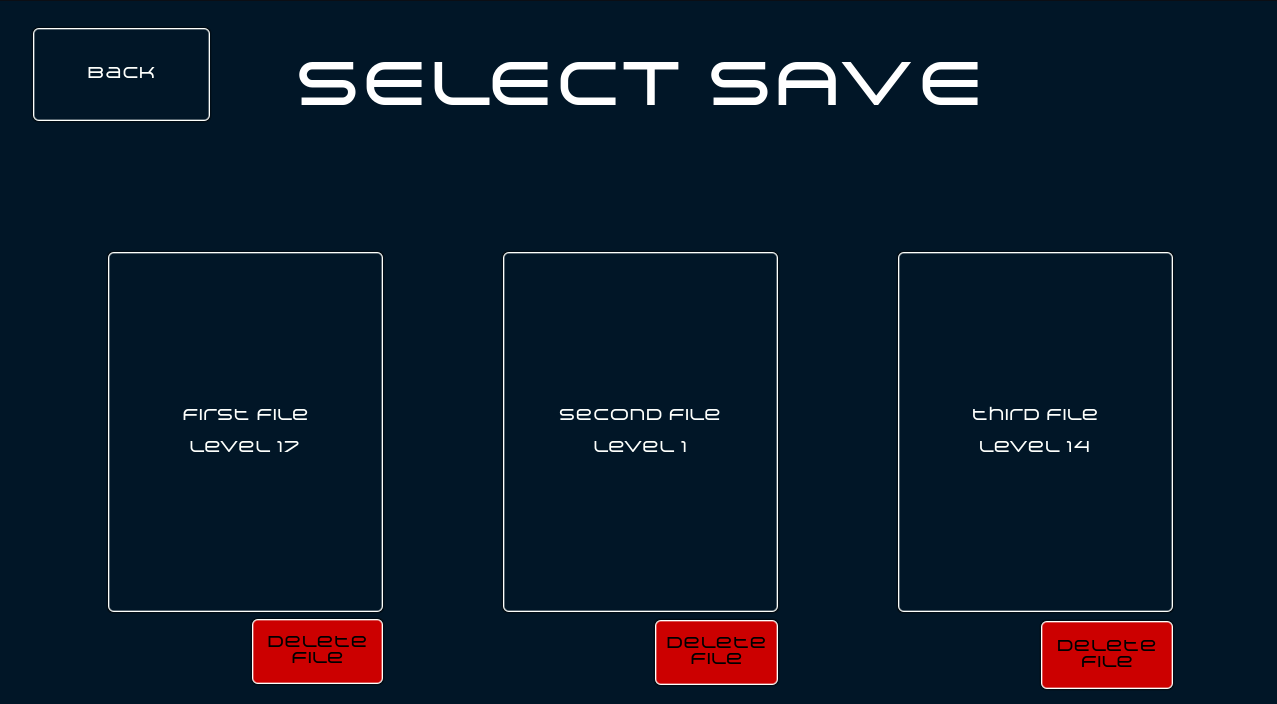 Back
SELECT SAVE
First File
Level 17
Second File
Level 1
Third File
Level 14
Delete
File
Delete
File
Delete
File